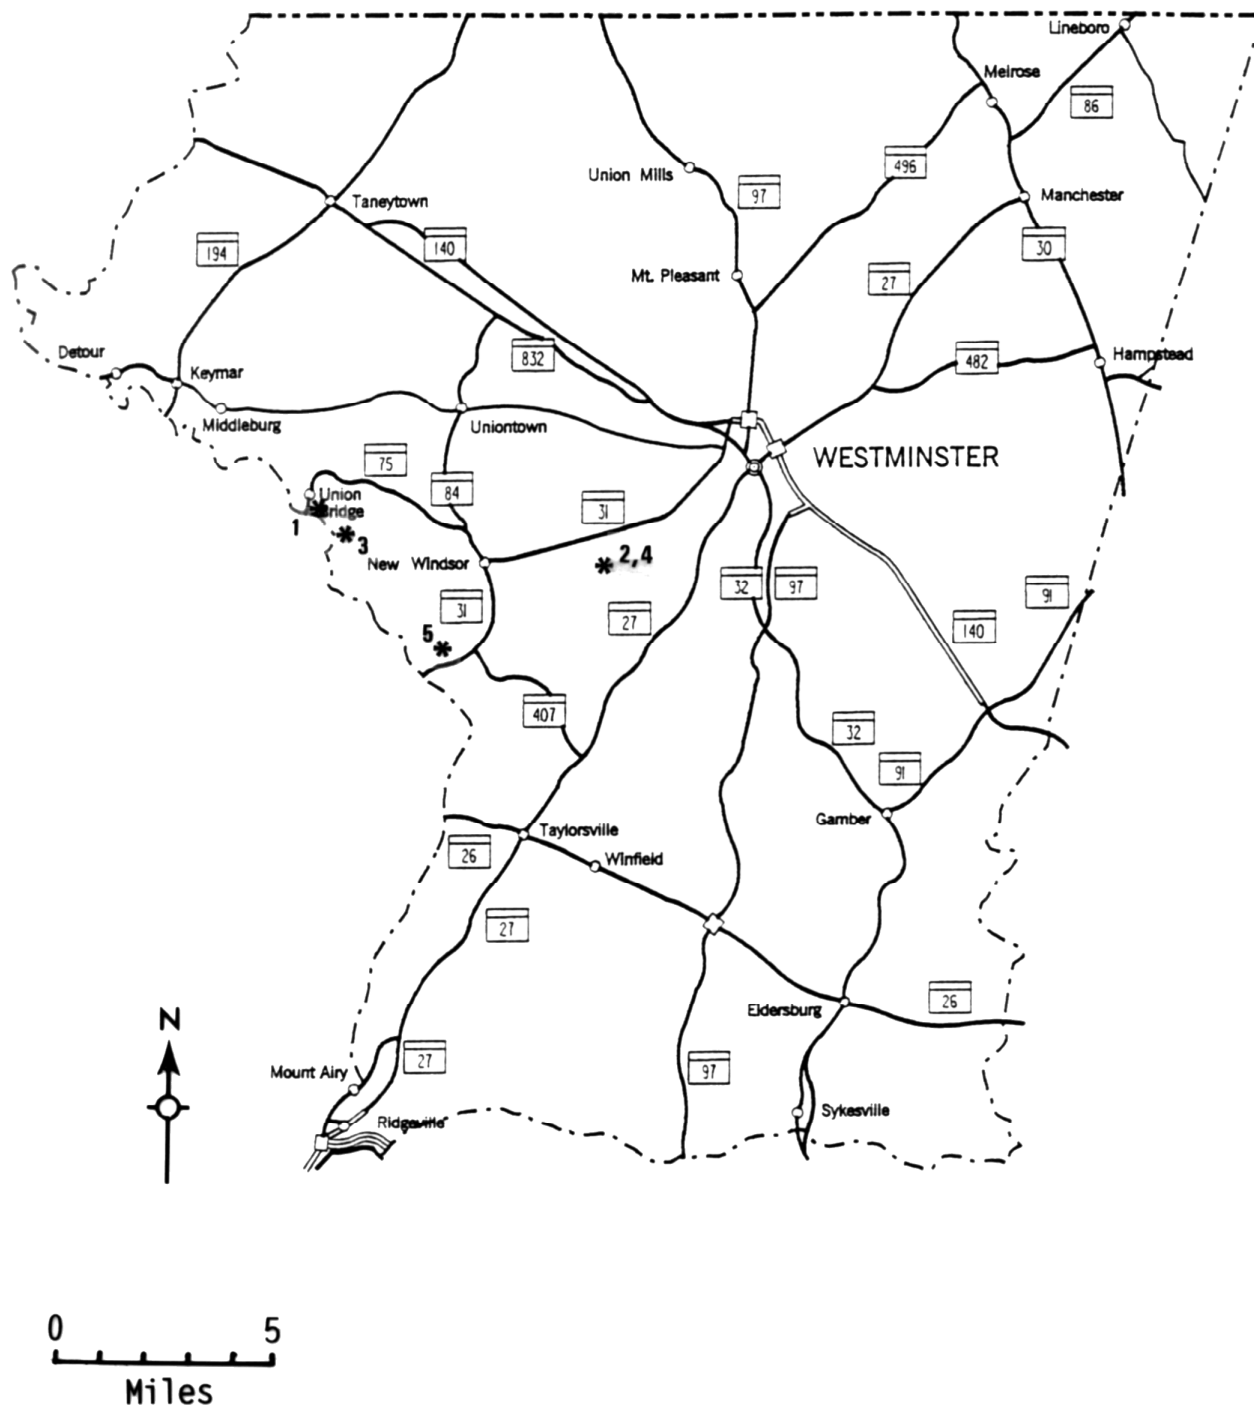 Lineboro
Melrose
86
Union Mills
97
496
Taneytown
Manchester
194
140
30
Mt. Pleasant
27
Detour
Keymar
832
482
Hampstead
Middleburg
Uniontown
WESTMINSTER
75
84
Union
Bridge
31
1
3
New Windsor
2,4
32
97
91
31
27
5
140
407
32
91
Gamber
Taylorsville
26
Winfield
27
Eldersburg
26
N
27
Mount Airy
97
Ridgeville
Sykesville
0 5
Miles